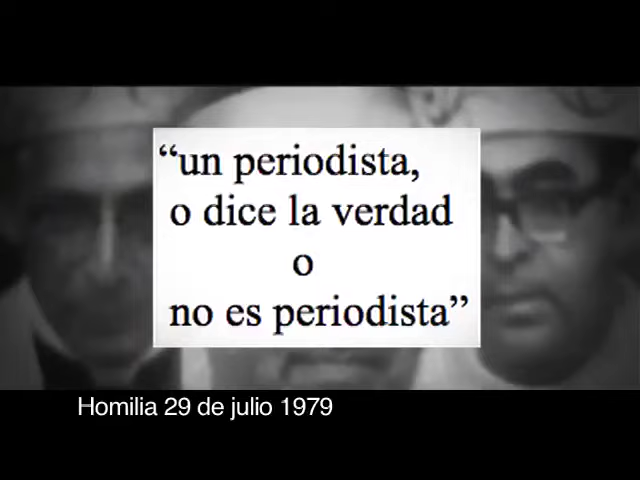 “un periodista,
o dice la verdad
o
no es periodista”
Homilia 29 de julio 1979